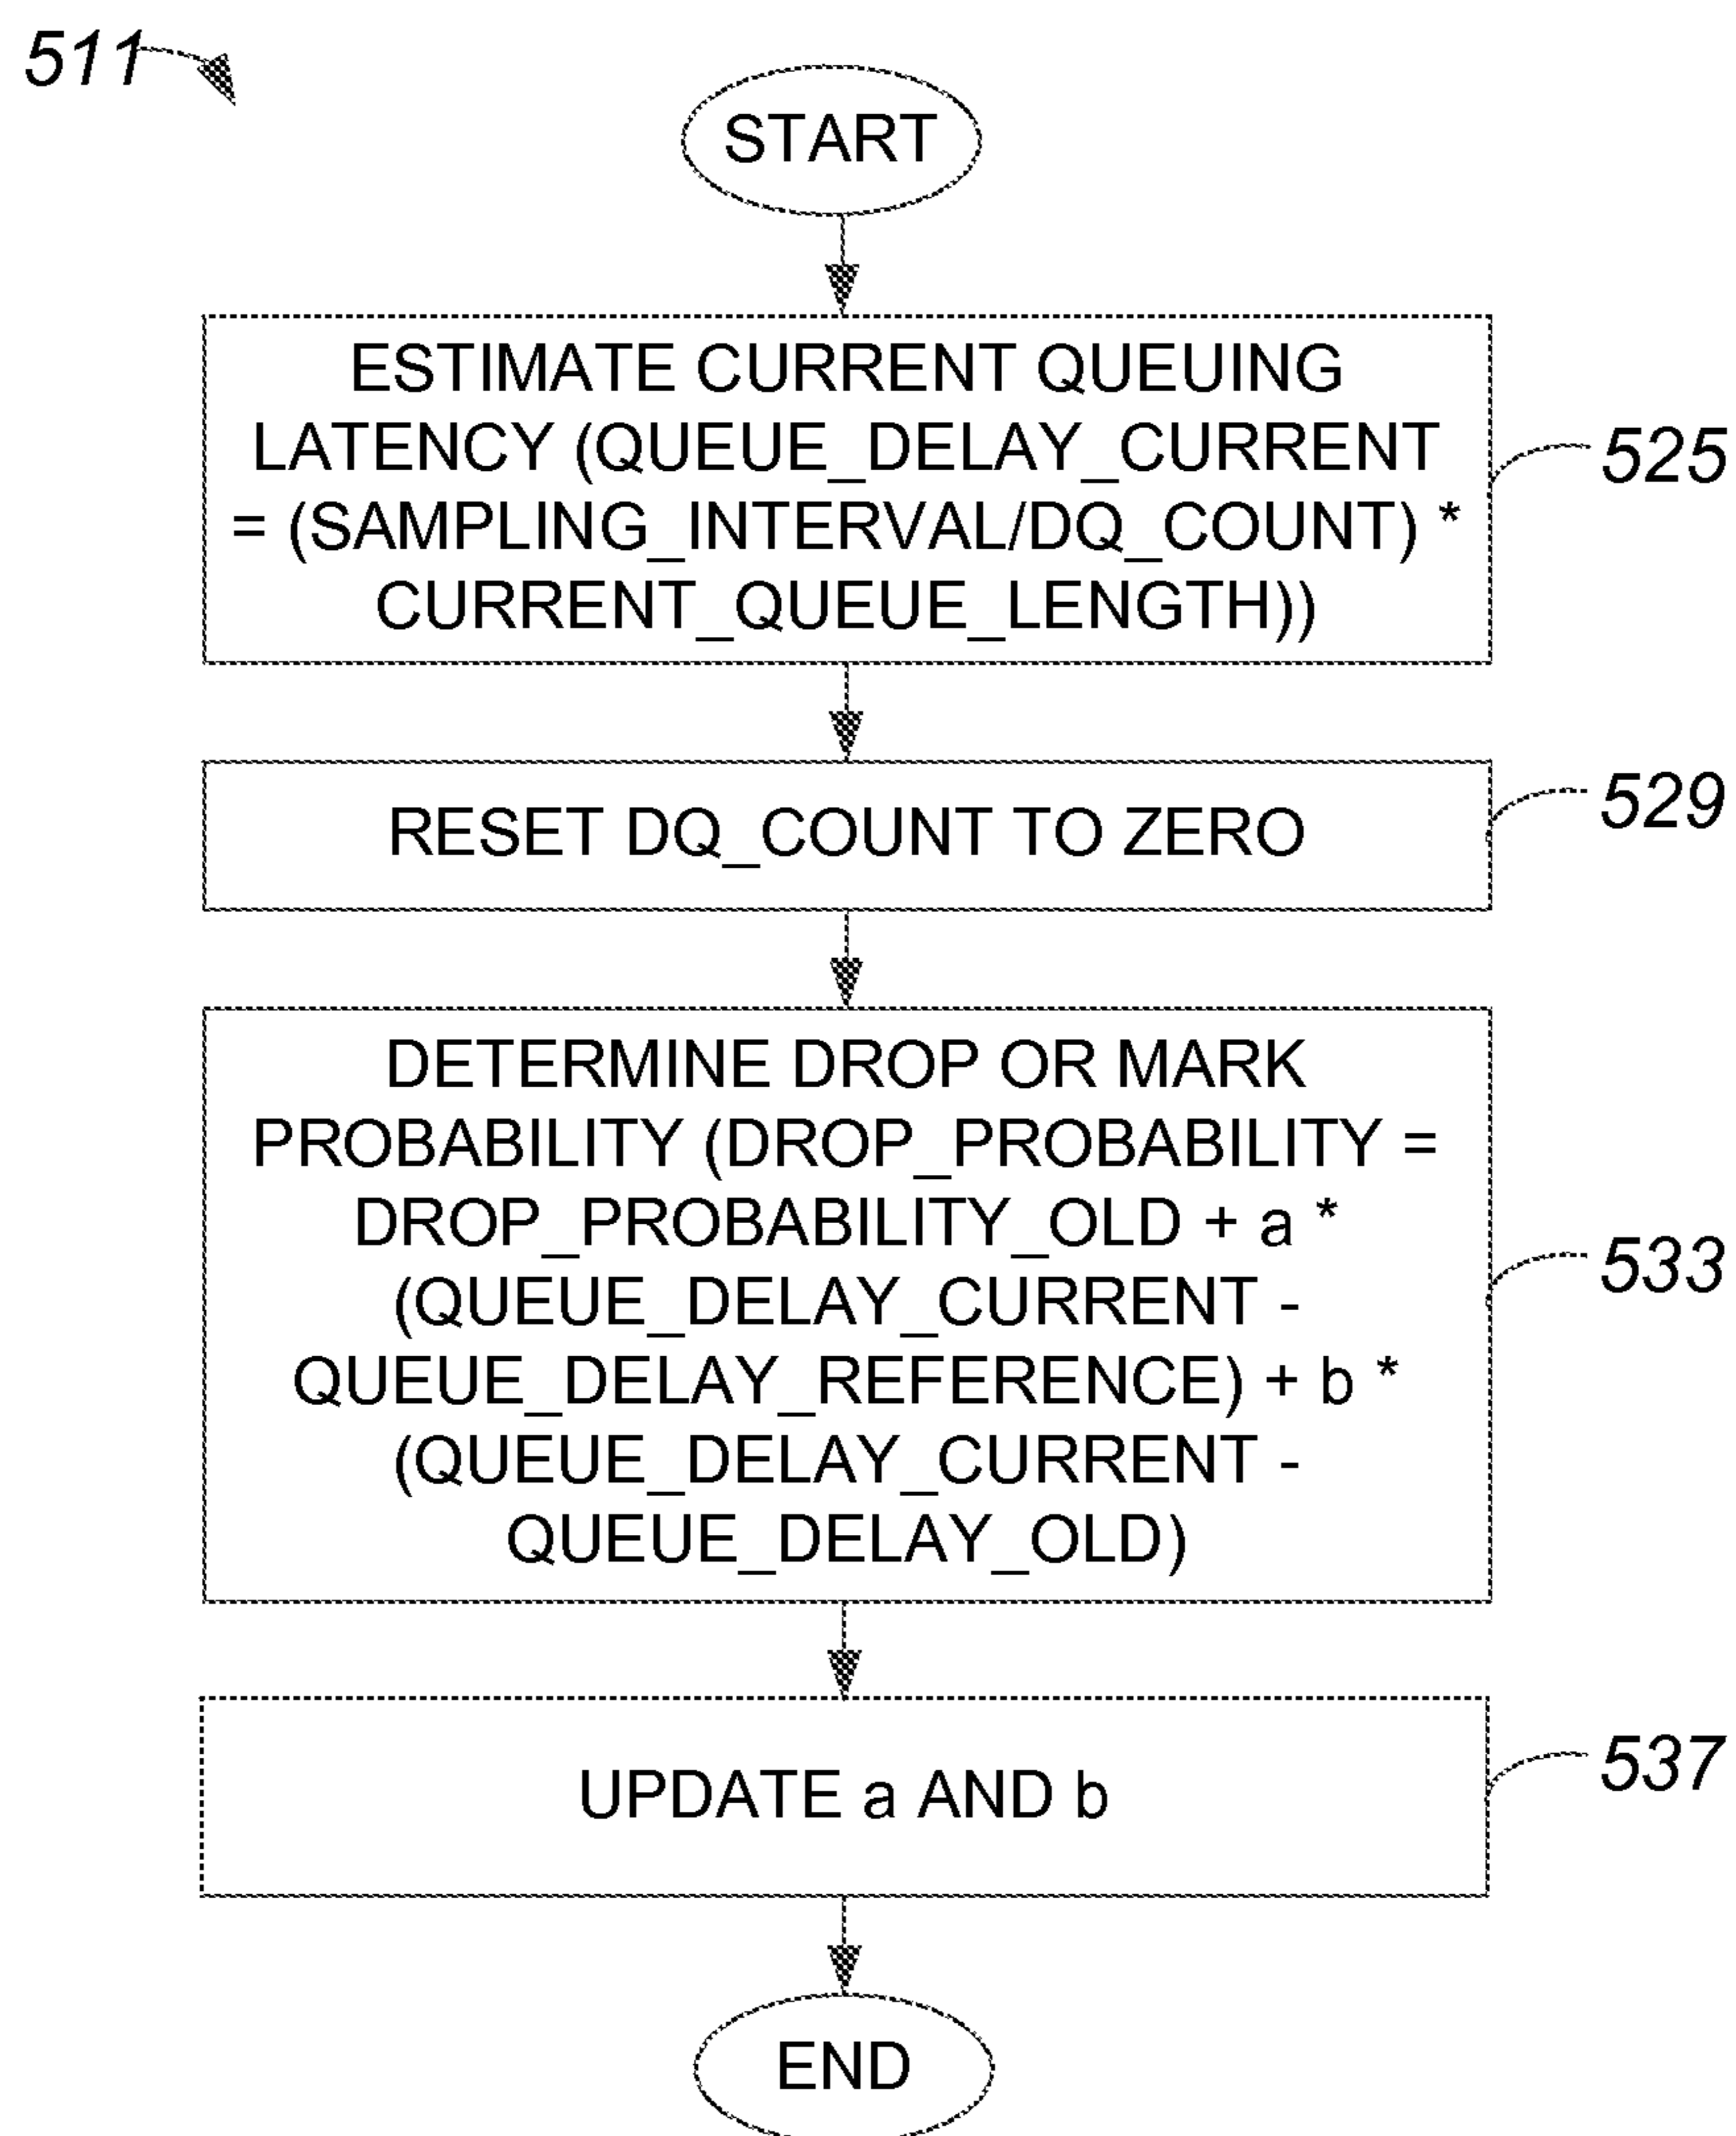 511
START
ESTIMATE CURRENT QUEUING
LATENCY (QUEUE_DELAY_CURRENT
= (SAMPLING_INTERVAL/DQ_COUNT) *
CURRENT_QUEUE_LENGTH))
525
RESET DQ_COUNT TO ZERO
529
DETERMINE DROP OR MARK
PROBABILITY (DROP_PROBABILITY =
DROP_PROBABILITY_OLD + a *
(QUEUE_DELAY_CURRENT -
QUEUE_DELAY_REFERENCE) + b *
(QUEUE_DELAY_CURRENT -
QUEUE_DELAY_OLD)
533
UPDATE a AND b
537
END